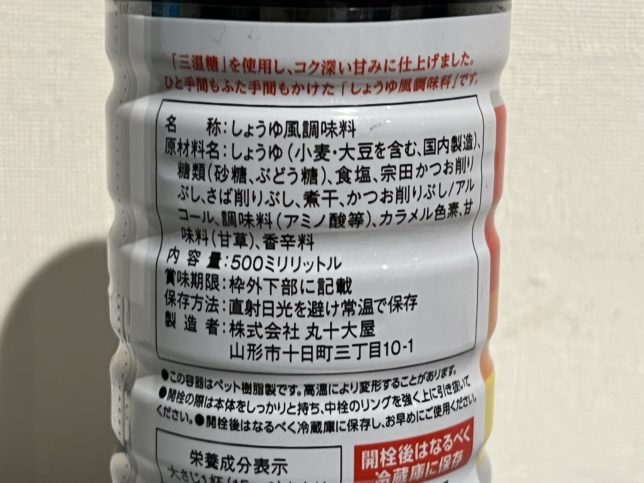 「三温糖」を使用し、コク深い甘みに仕上げました。
ひと手間もふた手間もかけた「しょうゆ風調味料」です。
名　　称：しょうゆ風調味料
原材料名：しょうゆ（小麦・大豆を含む、国内製造）、
糖類（砂糖、ぶどう糖）、食塩、宗田かつお削り
ぶし、さば削りぶし、煮干、かつお削りぶし/アル
コール、調味料（アミノ酸等）、カラメル色素、甘
味料（甘草）、香辛料
内 容 量：500ミリリットル
賞味期限：枠外下部に記載
保存方法：直射日光を避け常温で保存
製 造 者：株式会社 丸十大屋
山形市十日町三丁目10-1
●この容器はペット樹脂製です。高温により変形することがあります。
●開栓の際は本体をしっかりと持ち、中栓のリングを強く上に引き抜いて
ください。●開栓後はなるべく冷蔵庫に保存し、お早めにご使用ください。
栄養成分表示
大さじ1杯
開栓後はなるべく
冷蔵庫に保存